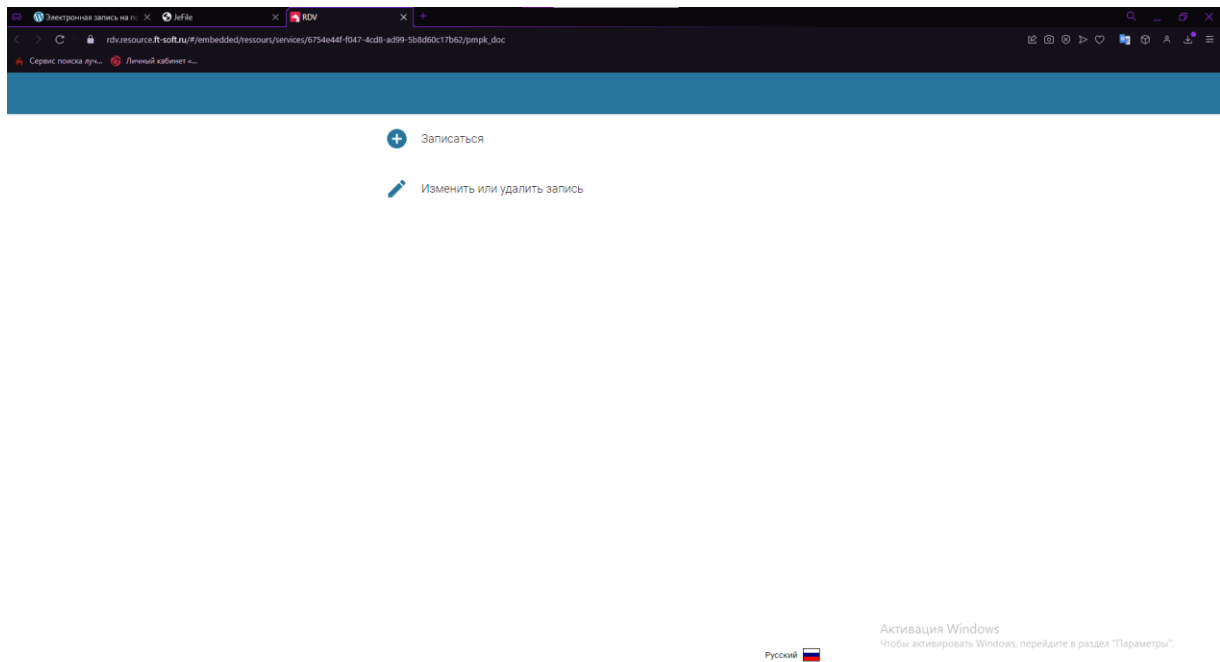 Электронная запись на п
JeFile
RDV
rdv.resource.ft-soft.ru/#/embedded/ressours/services/6754e44f-f047-4cd8-ad99-5b8d60c17b62/pmpk_doc
Сервис поиска луч...
Личный кабинет «...
Записаться
Изменить или удалить запись
Активация Windows
Чтобы активировать Windows, перейдите в раздел "Параметры".
Русский